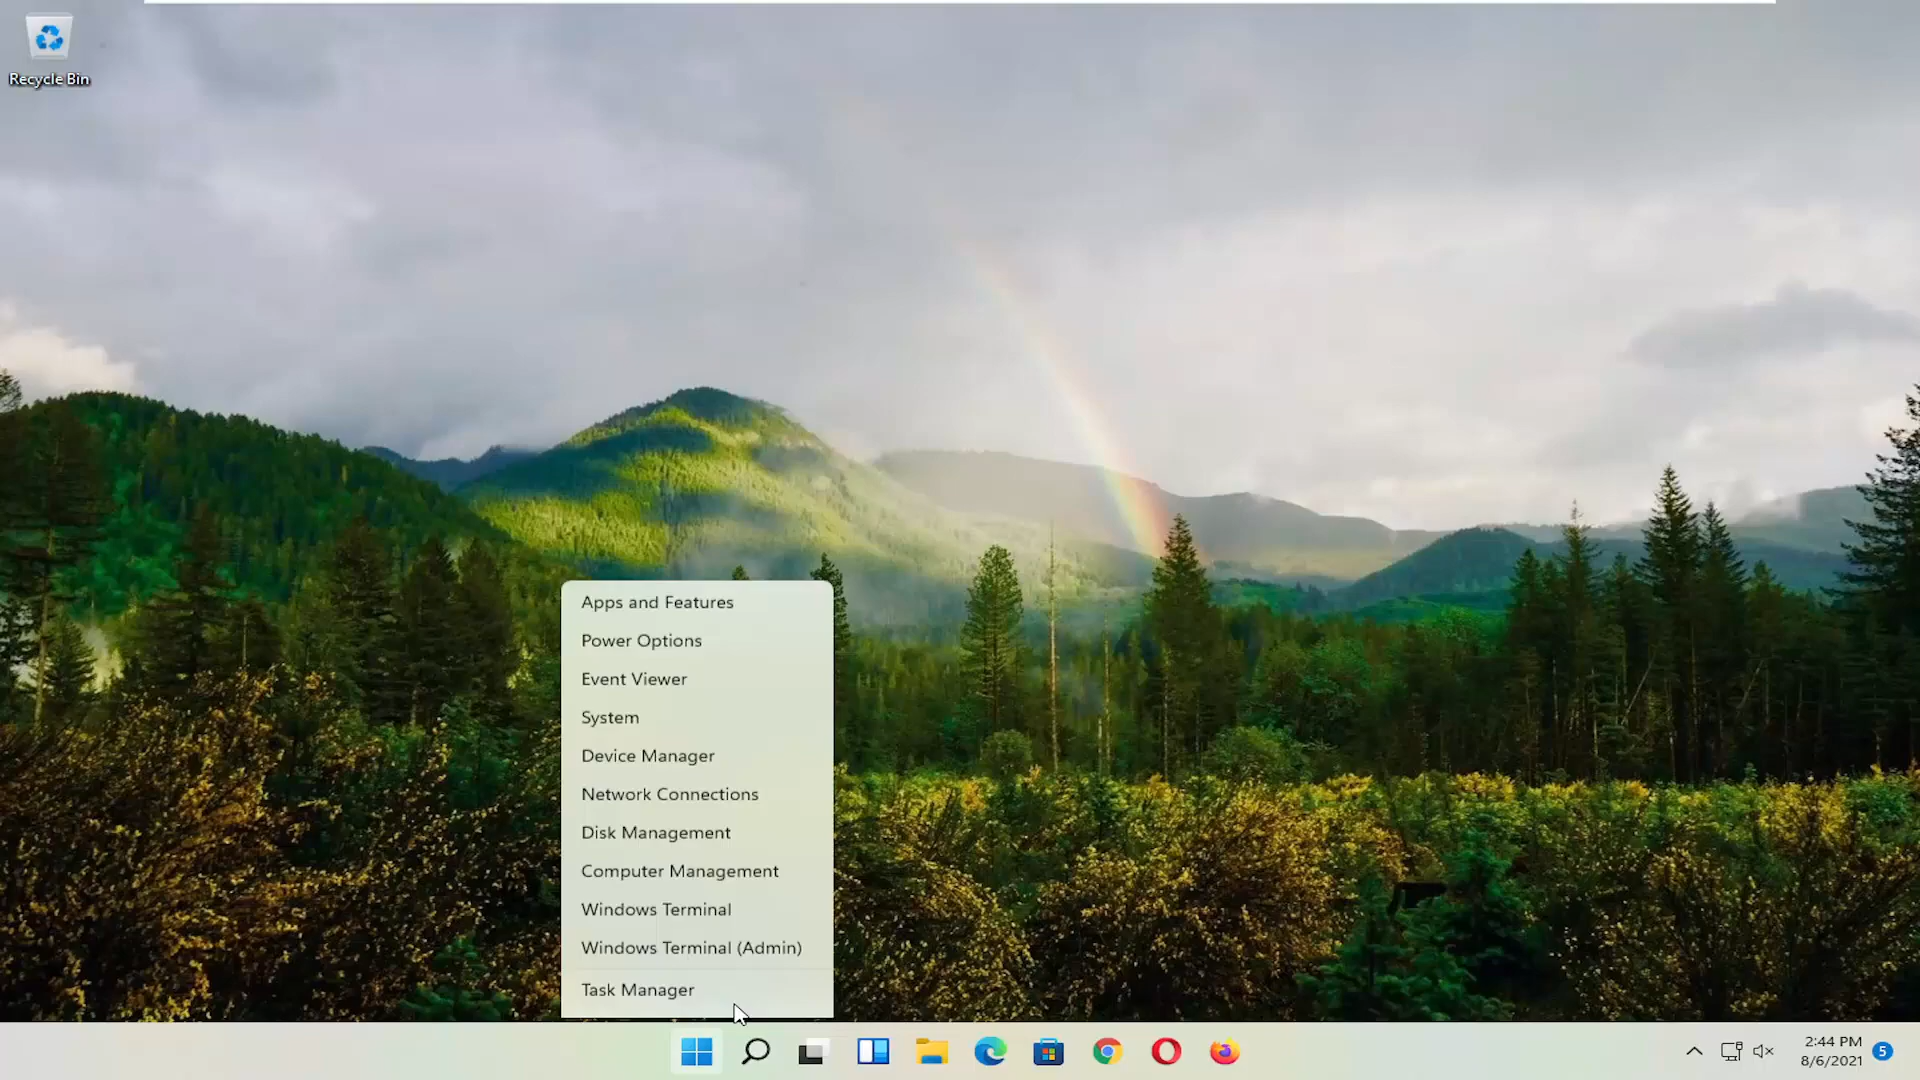 Recycle Bin
Apps and Features
Power Options
Event Viewer
System
Device Manager
Network Connections
Disk Management
Computer Management
Windows Terminal
Windows Terminal (Admin)
Task Manager
2:44 PM
8/6/2021
5